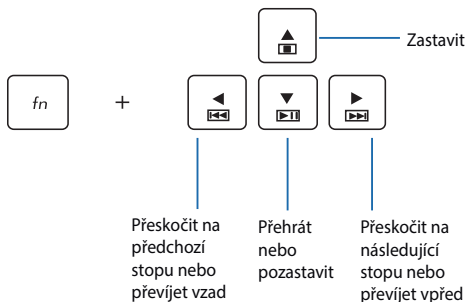 Zastavit
fn
+
Přeskočit na
předchozí
stopu nebo
převíjet vzad
Přehrát
nebo
pozastavit
Přeskočit na
následující
stopu nebo
převíjet vpřed